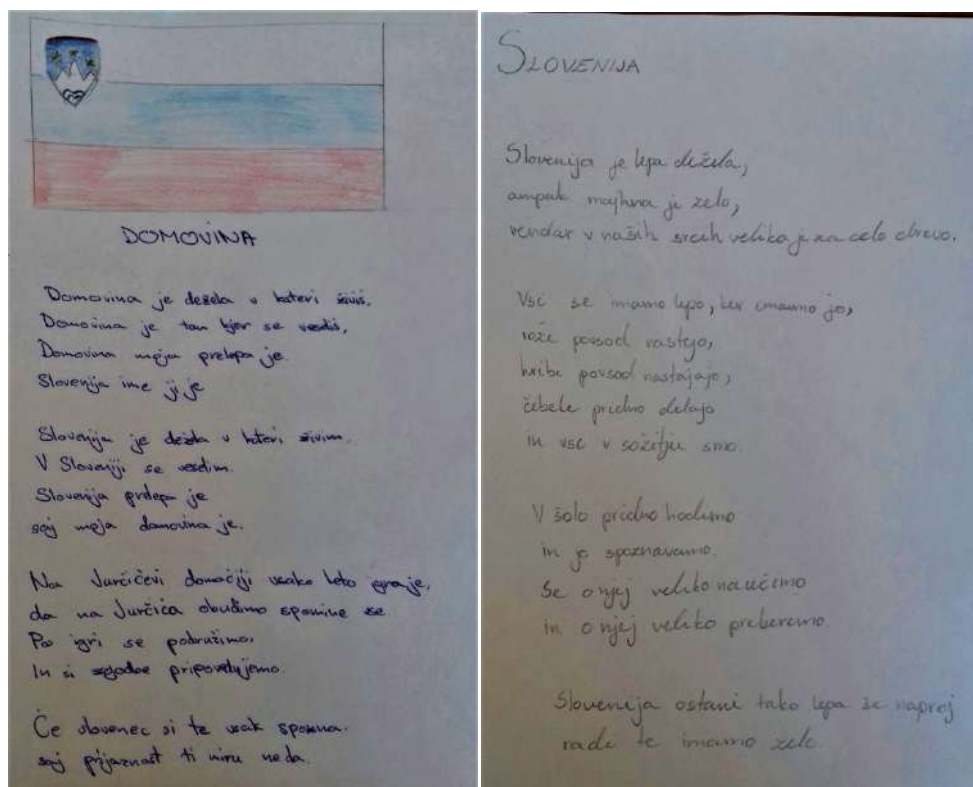 DOMOVINA
Domovina je dežela v kateri živiš.
Domovina je tam kjer se vesliš,
Domovina moja prelepa je.
Slovenija ime ji je
Slovenija je dežela v kateri živim.
V Sloveniji se veselim.
Slovenija prelepa je
saj moja domovina je.
Na Jurčičevi domačiji vsako leto igra je,
da na Jurčiča obudimo spomine se
Po igri se podružimo,
In si zgodbe pripovedujemo.
Če slovenec si te vsak spozna.
saj prijaznost ti miru neda.
SLOVENIJA
Slovenija je lepa dežela,
ampak majhna je zelo,
vendar v naših srcih velika je za celo drevo.
Vsi se imamo lepo, ker imamo jo,
rože povsod rastejo,
hribi povsod nastajajo,
čebele pridno delajo
in vsi v sožitju smo.
V šolo pridno hodimo
in jo spoznavamo.
Se o njej veliko naučimo
in o njej veliko preberemo.
Slovenija ostani tako lepa še naprej
radi te imamo zelo.